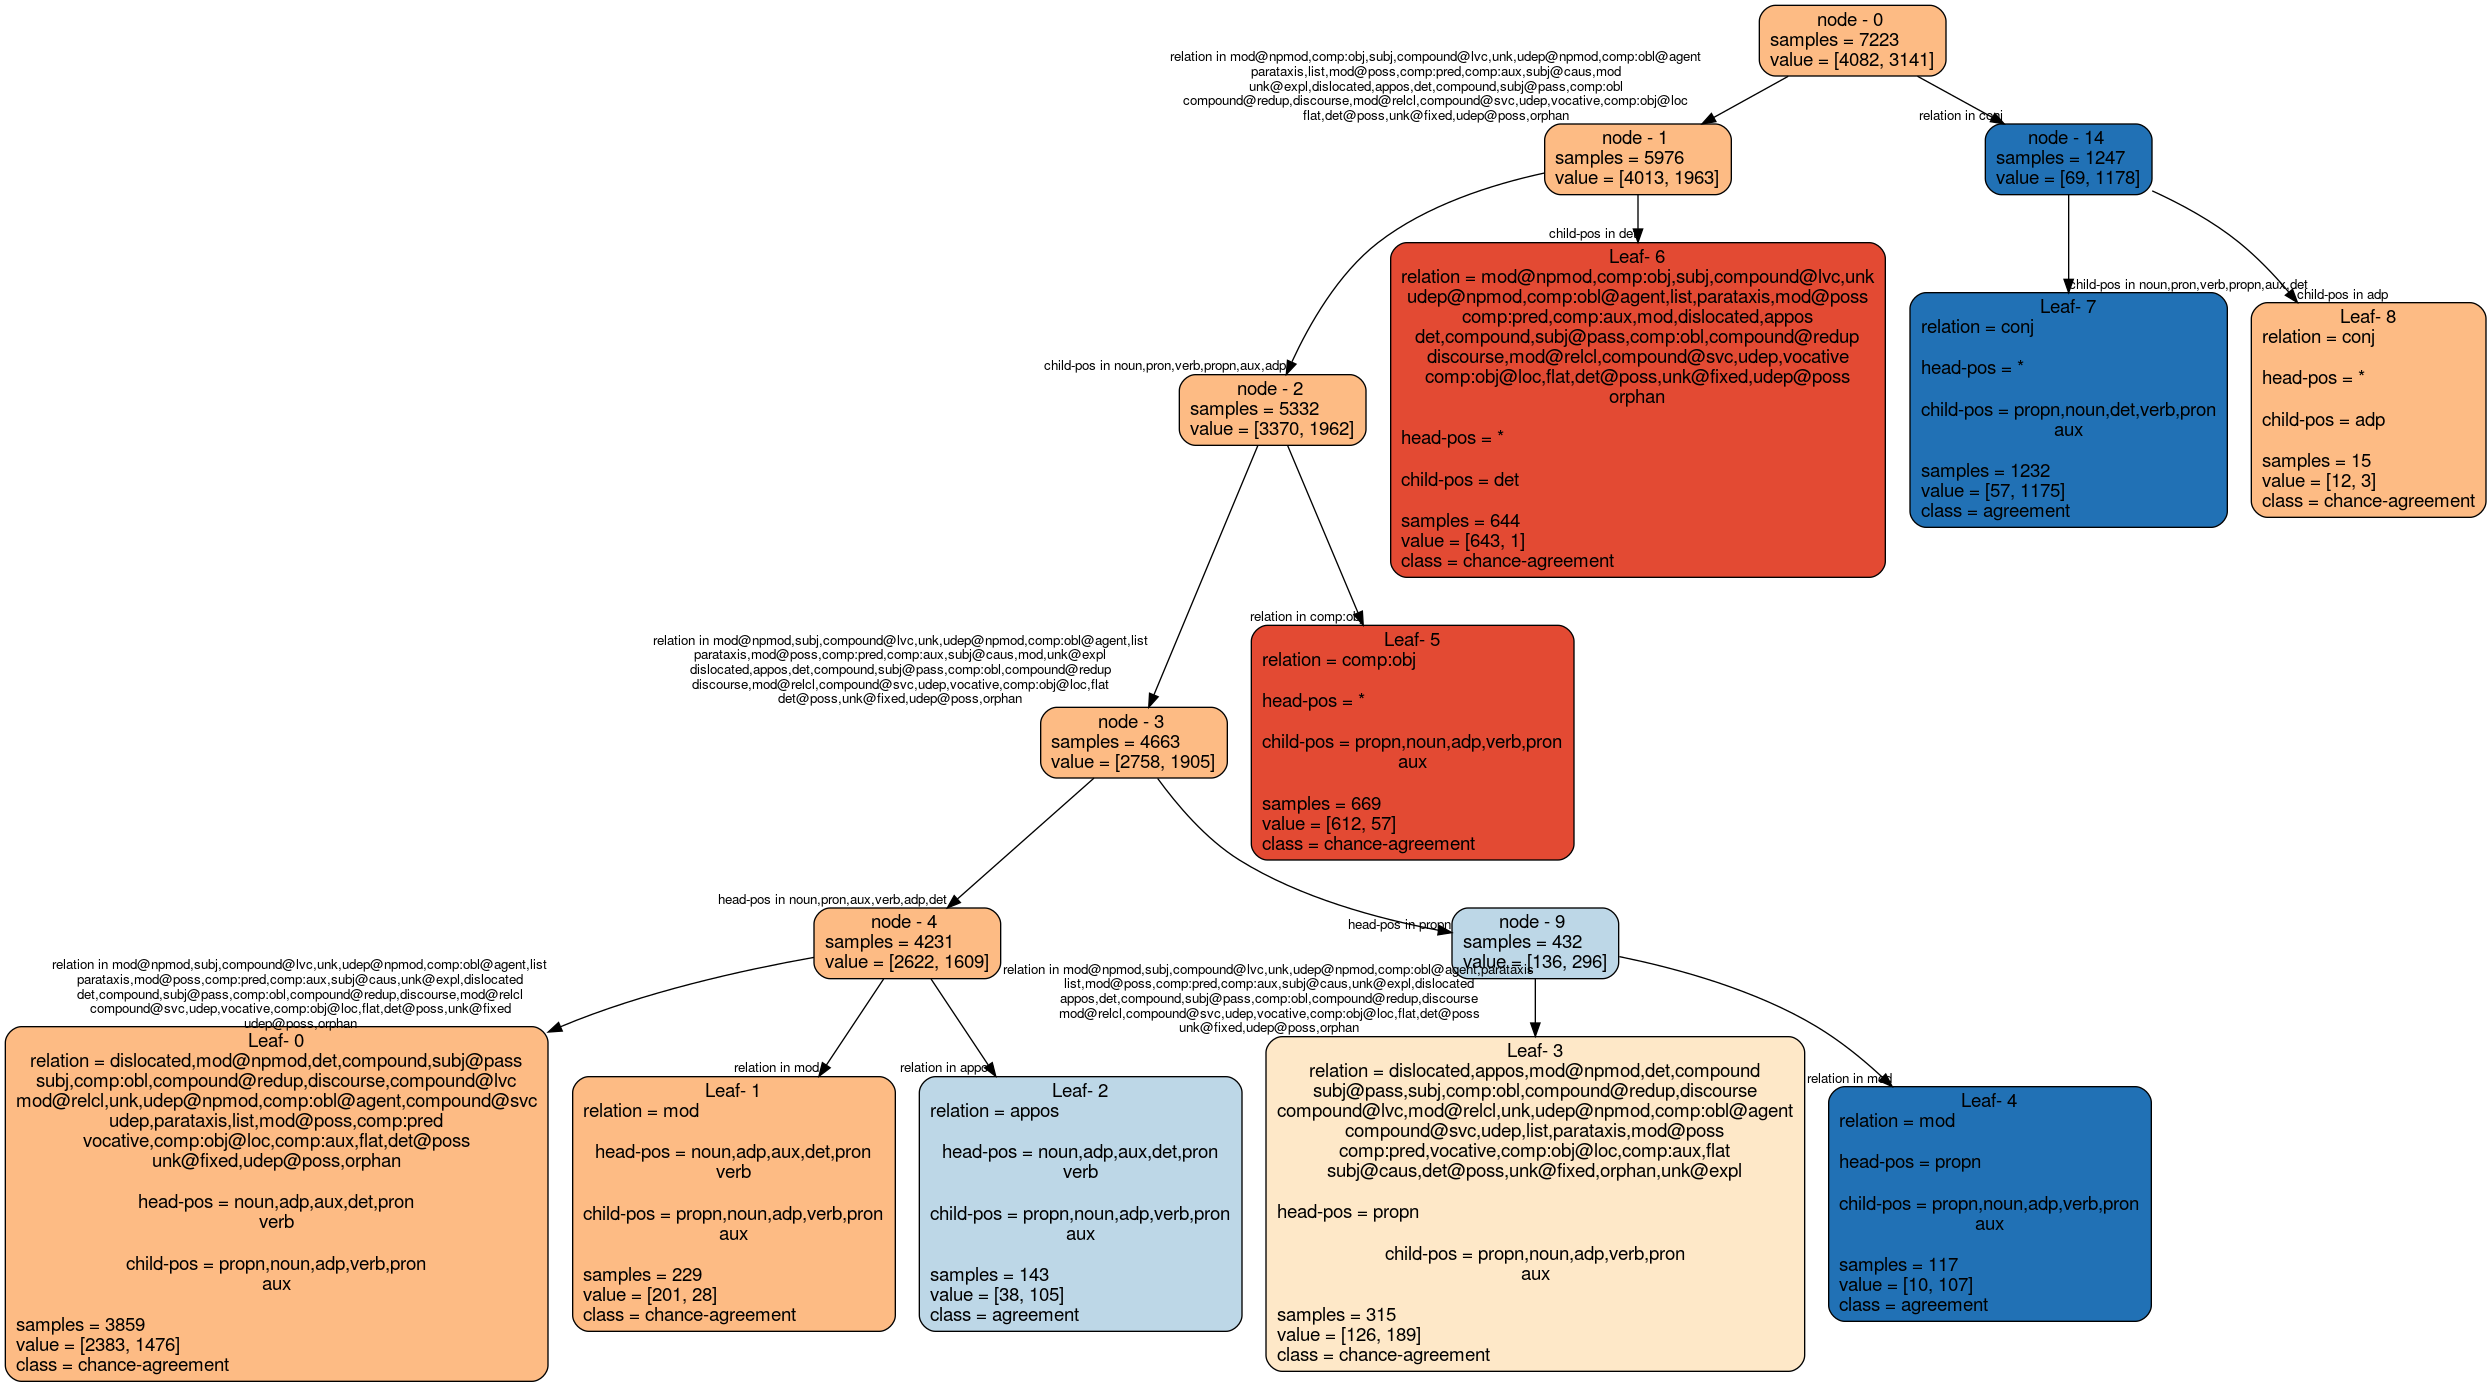 node - 0
samples = 7223
value = [4082, 3141]
relation in mod@npmod,comp:obj,subj,compound@lvc,unk,udep@npmod,comp:obl@agent
parataxis,list,mod@poss,comp:pred,comp:aux,subj@caus,mod
unk@expl,dislocated,appos,det,compound,subj@pass,comp:obl
compound@redup,discourse,mod@relcl,compound@svc,udep,vocative,comp:obj@loc
flat,det@poss,unk@fixed,udep@poss,orphan
relation in conj
node - 1
samples = 5976
value = [4013, 1963]
node - 14
samples = 1247
value = [69, 1178]
child-pos in det
Leaf- 6
relation = mod@npmod,comp:obj,subj,compound@lvc,unk
udep@npmod,comp:obl@agent,list,parataxis,mod@poss
comp:pred,comp:aux,mod,dislocated,appos
det,compound,subj@pass,comp:obl,compound@redup
discourse,mod@relcl,compound@svc,udep,vocative
comp:obj@loc,flat,det@poss,unk@fixed,udep@poss
orphan
head-pos = *
child-pos = det
samples = 644
value = [643, 1]
class = chance-agreement
child-pos in noun,pron,verb,propn,aux,det
Leaf- 7
relation = conj
head-pos = *
child-pos = propn,noun,det,verb,pron
aux
samples = 1232
value = [57, 1175]
class = agreement
child-pos in adp
Leaf- 8
relation = conj
head-pos = *
child-pos = adp
samples = 15
value = [12, 3]
class = chance-agreement
child-pos in noun,pron,verb,propn,aux,adp
node - 2
samples = 5332
value = [3370, 1962]
relation in mod@npmod,subj,compound@lvc,unk,udep@npmod,comp:obl@agent,list
parataxis,mod@poss,comp:pred,comp:aux,subj@caus,mod,unk@expl
dislocated,appos,det,compound,subj@pass,comp:obl,compound@redup
discourse,mod@relcl,compound@svc,udep,vocative,comp:obj@loc,flat
det@poss,unk@fixed,udep@poss,orphan
relation in comp:obj
Leaf- 5
relation = comp:obj
head-pos = *
child-pos = propn,noun,adp,verb,pron
aux
samples = 669
value = [612, 57]
class = chance-agreement
node - 3
samples = 4663
value = [2758, 1905]
head-pos in noun,pron,aux,verb,adp,det
node - 4
samples = 4231
value = [2622, 1609]
head-pos in propn
node - 9
samples = 432
value = [136, 296]
relation in mod@npmod,subj,compound@lvc,unk,udep@npmod,comp:obl@agent,list
parataxis,mod@poss,comp:pred,comp:aux,subj@caus,unk@expl,dislocated
det,compound,subj@pass,comp:obl,compound@redup,discourse,mod@relcl
compound@svc,udep,vocative,comp:obj@loc,flat,det@poss,unk@fixed
udep@poss,orphan
Leaf- 0
relation = dislocated,mod@npmod,det,compound,subj@pass
subj,comp:obl,compound@redup,discourse,compound@lvc
mod@relcl,unk,udep@npmod,comp:obl@agent,compound@svc
udep,parataxis,list,mod@poss,comp:pred
vocative,comp:obj@loc,comp:aux,flat,det@poss
unk@fixed,udep@poss,orphan
head-pos = noun,adp,aux,det,pron
verb
child-pos = propn,noun,adp,verb,pron
aux
samples = 3859
value = [2383, 1476]
class = chance-agreement
relation in mod
Leaf- 1
relation = mod
head-pos = noun,adp,aux,det,pron
verb
child-pos = propn,noun,adp,verb,pron
aux
samples = 229
value = [201, 28]
class = chance-agreement
relation in appos
Leaf- 2
relation = appos
head-pos = noun,adp,aux,det,pron
verb
child-pos = propn,noun,adp,verb,pron
aux
samples = 143
value = [38, 105]
class = agreement
relation in mod@npmod,subj,compound@lvc,unk,udep@npmod,comp:obl@agent,parataxis
list,mod@poss,comp:pred,comp:aux,subj@caus,unk@expl,dislocated
appos,det,compound,subj@pass,comp:obl,compound@redup,discourse
mod@relcl,compound@svc,udep,vocative,comp:obj@loc,flat,det@poss
unk@fixed,udep@poss,orphan
Leaf- 3
relation = dislocated,appos,mod@npmod,det,compound
subj@pass,subj,comp:obl,compound@redup,discourse
compound@lvc,mod@relcl,unk,udep@npmod,comp:obl@agent
compound@svc,udep,list,parataxis,mod@poss
comp:pred,vocative,comp:obj@loc,comp:aux,flat
subj@caus,det@poss,unk@fixed,orphan,unk@expl
head-pos = propn
child-pos = propn,noun,adp,verb,pron
aux
samples = 315
value = [126, 189]
class = chance-agreement
relation in mod
Leaf- 4
relation = mod
head-pos = propn
child-pos = propn,noun,adp,verb,pron
aux
samples = 117
value = [10, 107]
class = agreement